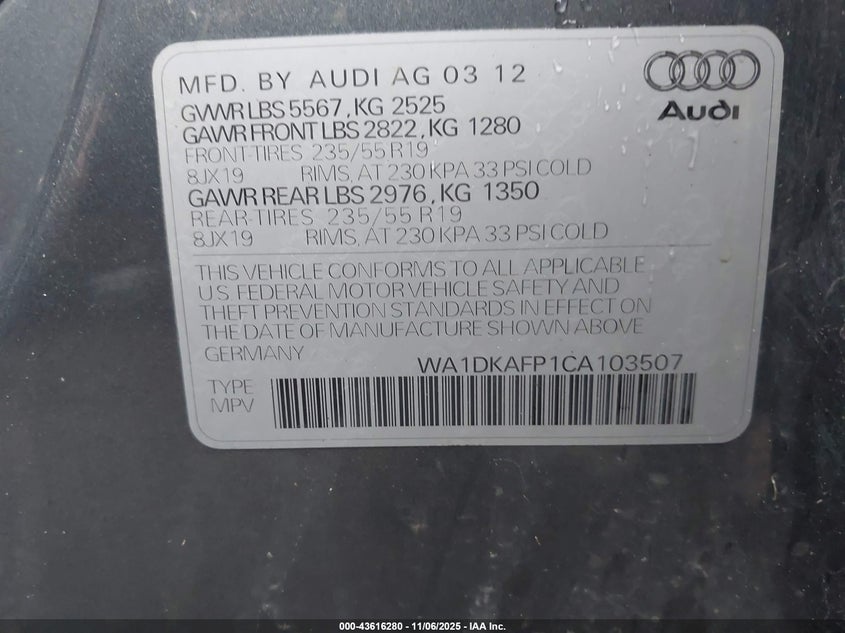 MFD. BY AUDI AG 03 12
GVWR LBS 5567, KG 2525
GAWR FRONT LBS 2822, KG 1280
FRONT-TIRES 235/55 R19
8JX19 RIMS, AT 230 KPA 33 PSI COLD
GAWR REAR LBS 2976, KG 1350
REAR-TIRES 235/55 R19
8JX19 RIMS, AT 230 KPA 33 PSI COLD
Audi
THIS VEHICLE CONFORMS TO ALL APPLICABLE
U S FEDERAL MOTOR VEHICLE SAFETY AND
THEFT PREVENTION STANDARDS IN EFFECT ON
THE DATE OF MANUFACTURE SHOWN ABOVE
GERMANY WA1DKAFP1CA103507
TYPE
MPV
000-43616280 - 11/06/2025 - IAA Inc.